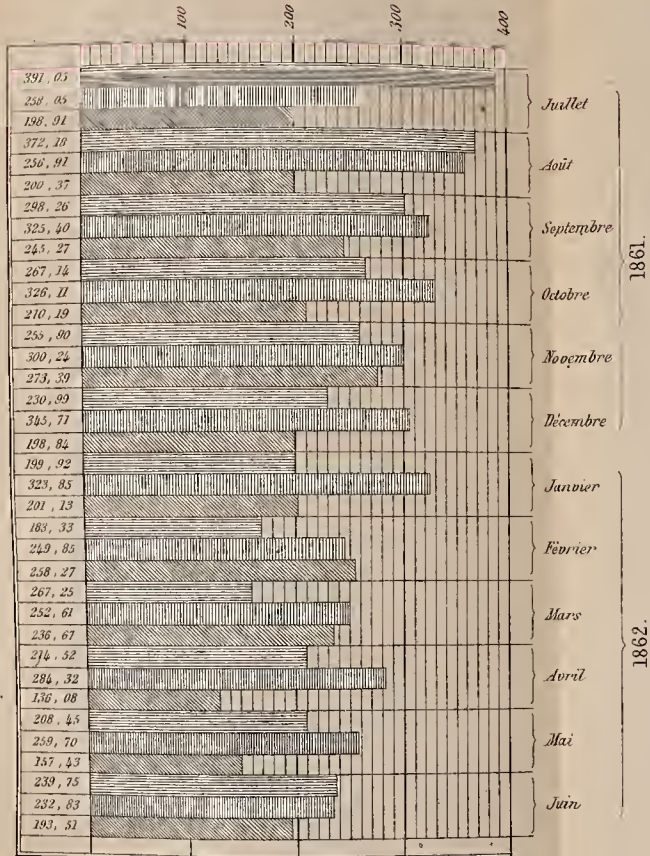 100 200 300 400
391, 05
258, 05
198, 91
Juillet
372, 18
256, 91
200, 37
Août
298, 26
325, 40
245, 27
Septembre
267, 14
326, 11
210, 19
Octobre
255, 90
300, 24
273, 39
Novembre
230, 99
345, 71
198, 84
Décembre
1861.
199, 92
323, 85
201, 13
Janvier
183, 33
249, 85
258, 27
Février
267, 25
252, 61
236, 67
Mars
214, 52
284, 32
136, 08
Avril
208, 45
259, 70
157, 43
Mai
239, 75
232, 83
193, 51
Juin
1862.